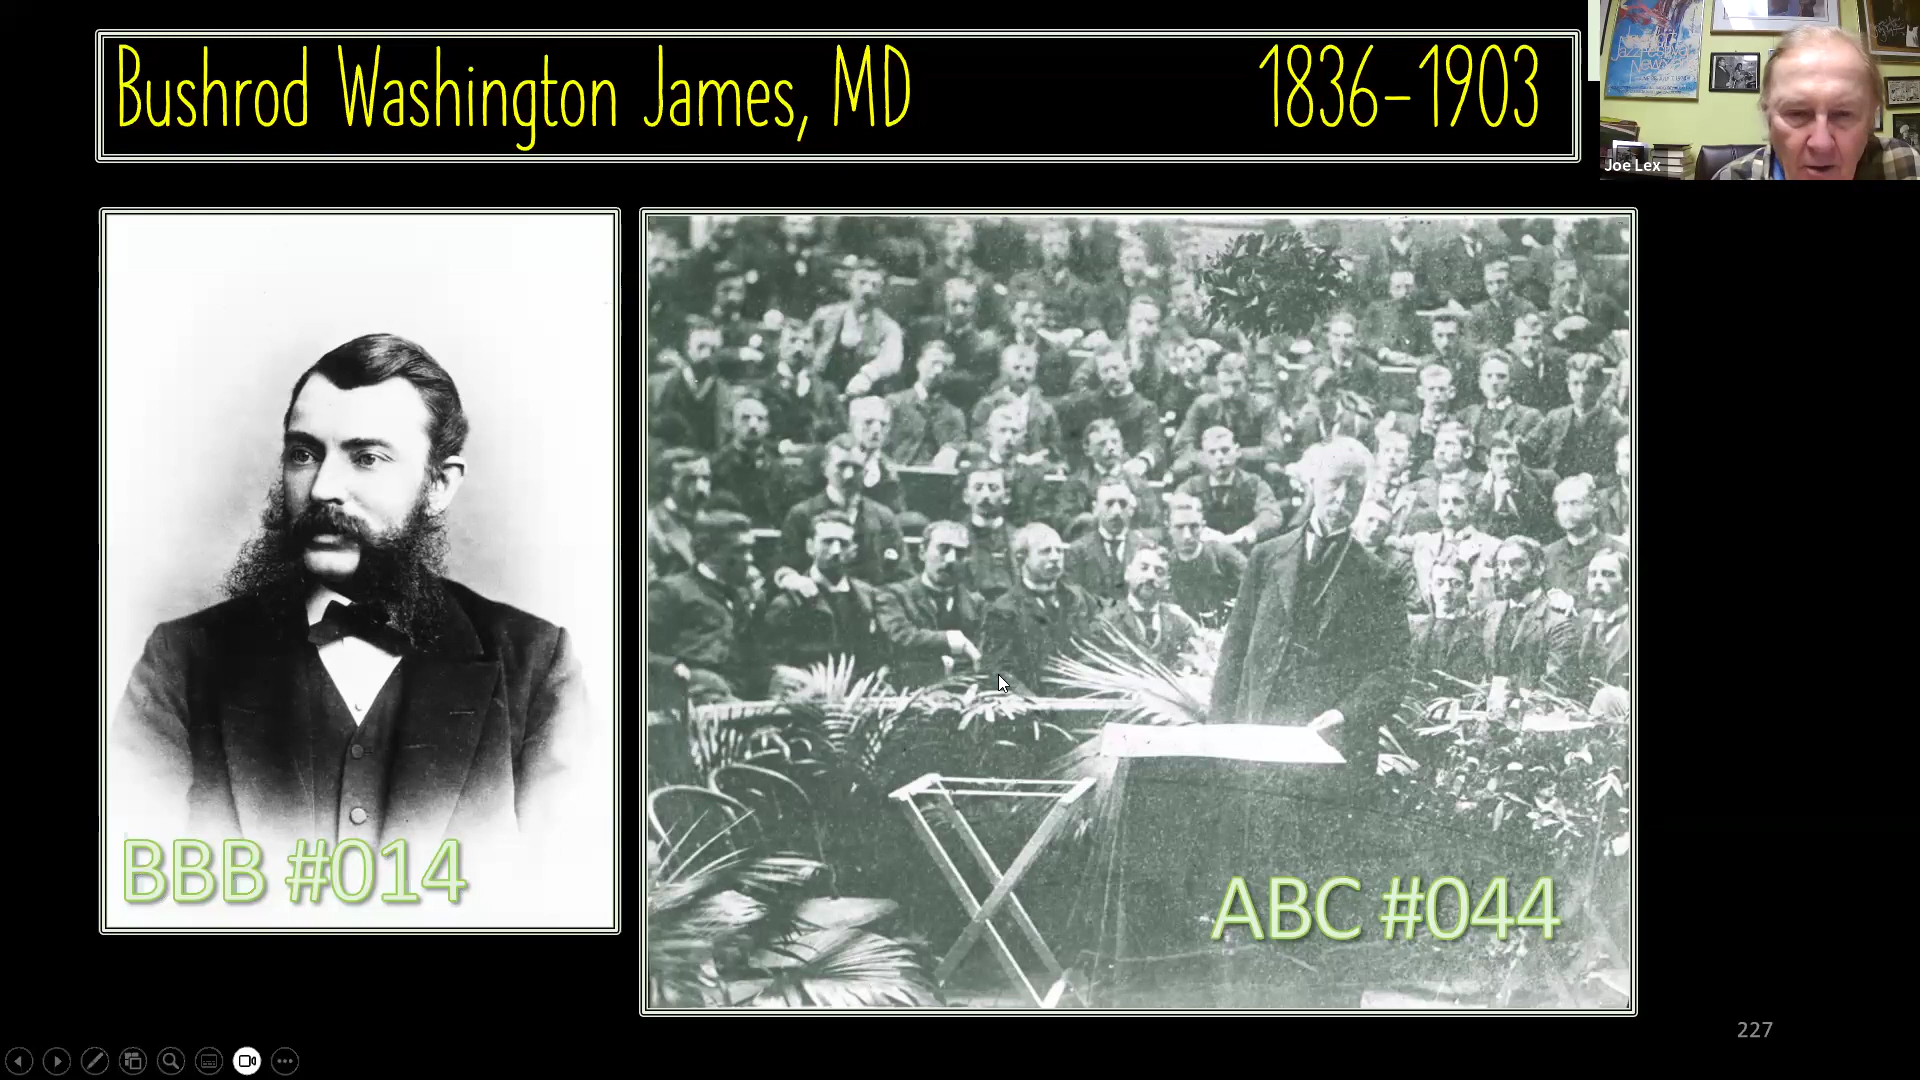 Bushrod Washington James, MD 1836-1903
Joe Lex
BBB #014
ABC #044
227